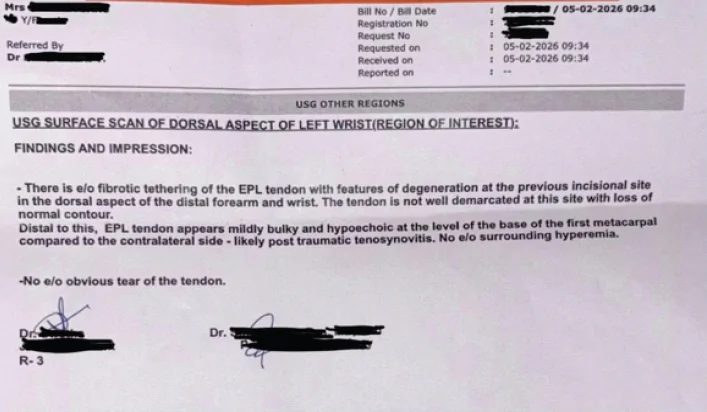 Mrs
Y/F
Referred By
Dr
Bill No / Bill Date : / 05-02-2026 09:34
Registration No :
Request No :
Requested on : 05-02-2026 09:34
Received on : 05-02-2026 09:34
Reported on : --
USG OTHER REGIONS
USG SURFACE SCAN OF DORSAL ASPECT OF LEFT WRIST(REGION OF INTEREST):
FINDINGS AND IMPRESSION:
- There is e/o fibrotic tethering of the EPL tendon with features of degeneration at the previous incisional site
in the dorsal aspect of the distal forearm and wrist. The tendon is not well demarcated at this site with loss of
normal contour.
Distal to this, EPL tendon appears mildly bulky and hypoechoic at the level of the base of the first metacarpal
compared to the contralateral side - likely post traumatic tenosynovitis. No e/o surrounding hyperemia.
-No e/o obvious tear of the tendon.
Dr.
R- 3
Dr.